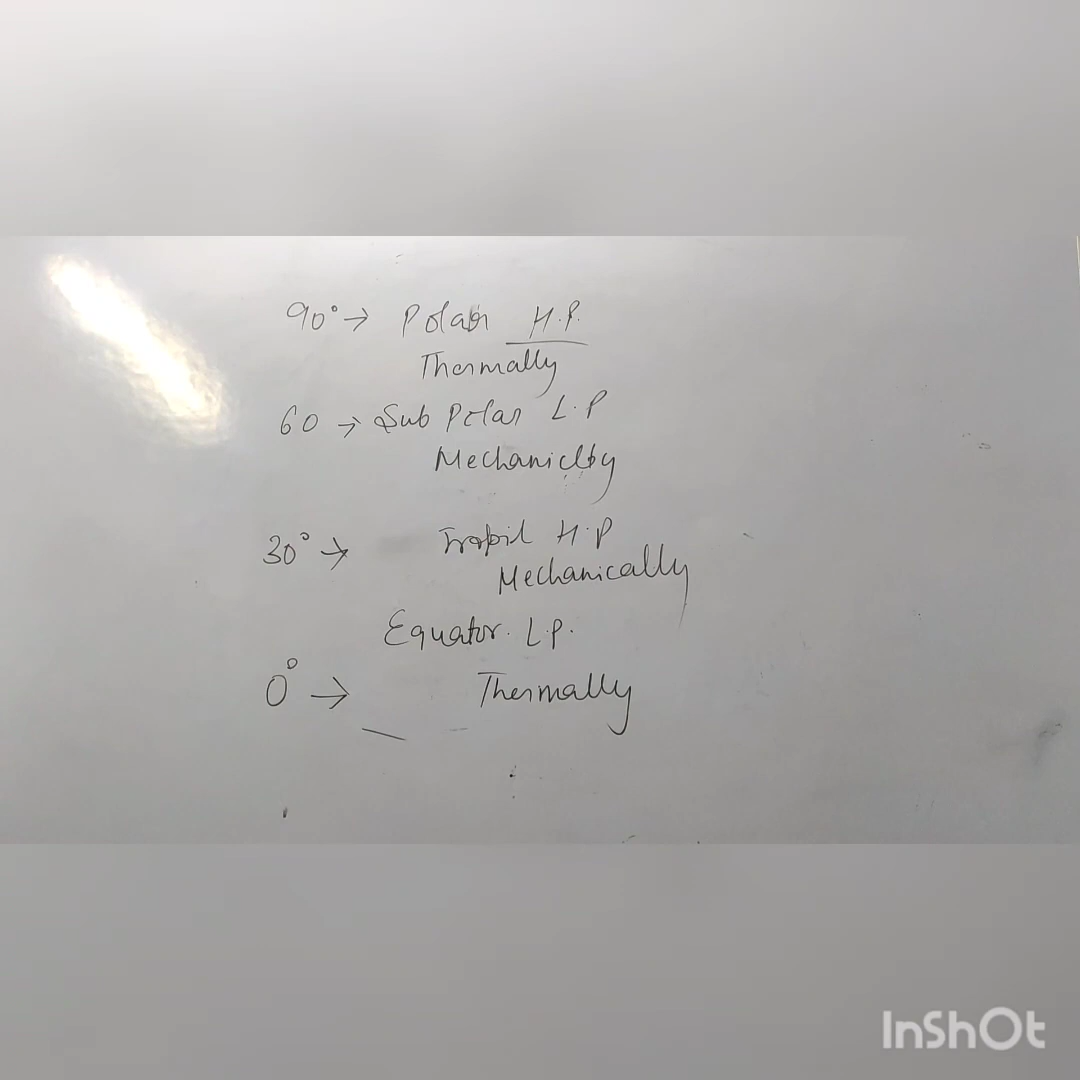 90° → Polar H.P.
Thermally
60 → Sub Polar L.P
Mechaniclly
30° → Tropil H.P
Mechanically
Equator. L.P.
0° → Thermally
InShOt